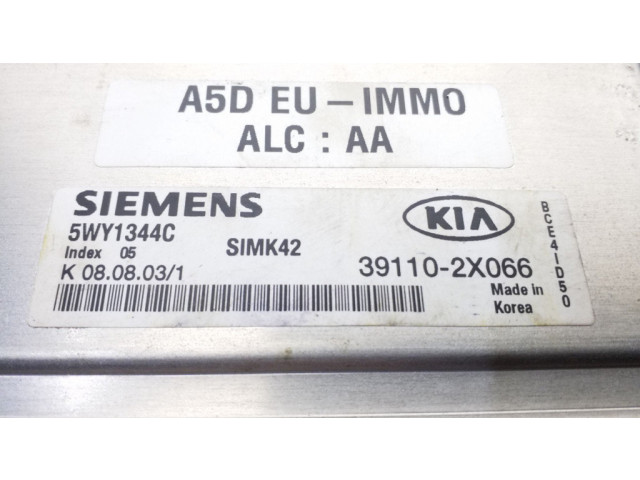 A5D EU - IMMO
ALC : AA
SIEMENS
5WY1344C
Index 05
SIMK42
K 08.08.03/1
KIA
39110-2X066
Made in
Korea
BCE4ID50